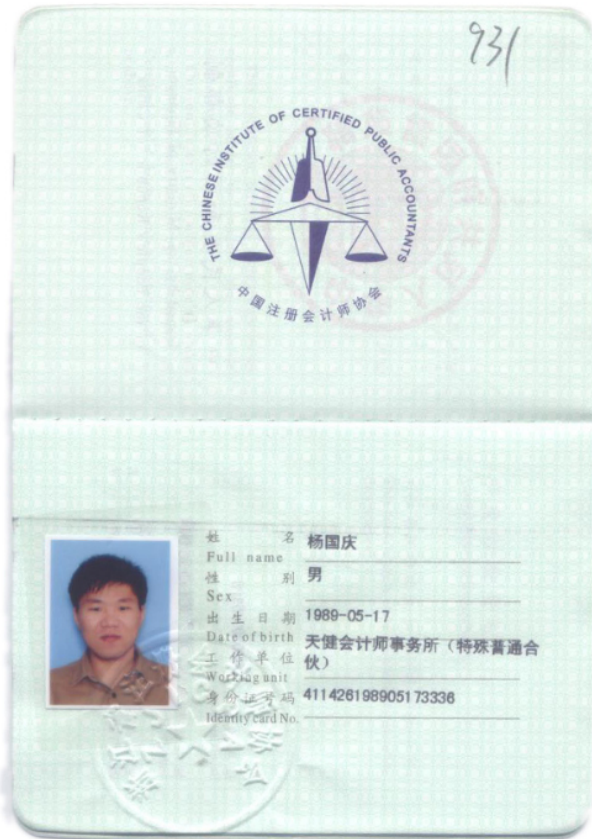 931
THE CHINESE INSTITUTE OF CERTIFIED PUBLIC ACCOUNTANTS
中国注册会计师协会
姓 名 杨国庆
Full name
性 别 男
Sex
出生日期 1989-05-17
Date of birth
工作单位 天健会计师事务所（特殊普通合
伙）
Working unit
身份证号码 411426198905173336
Identity card No.